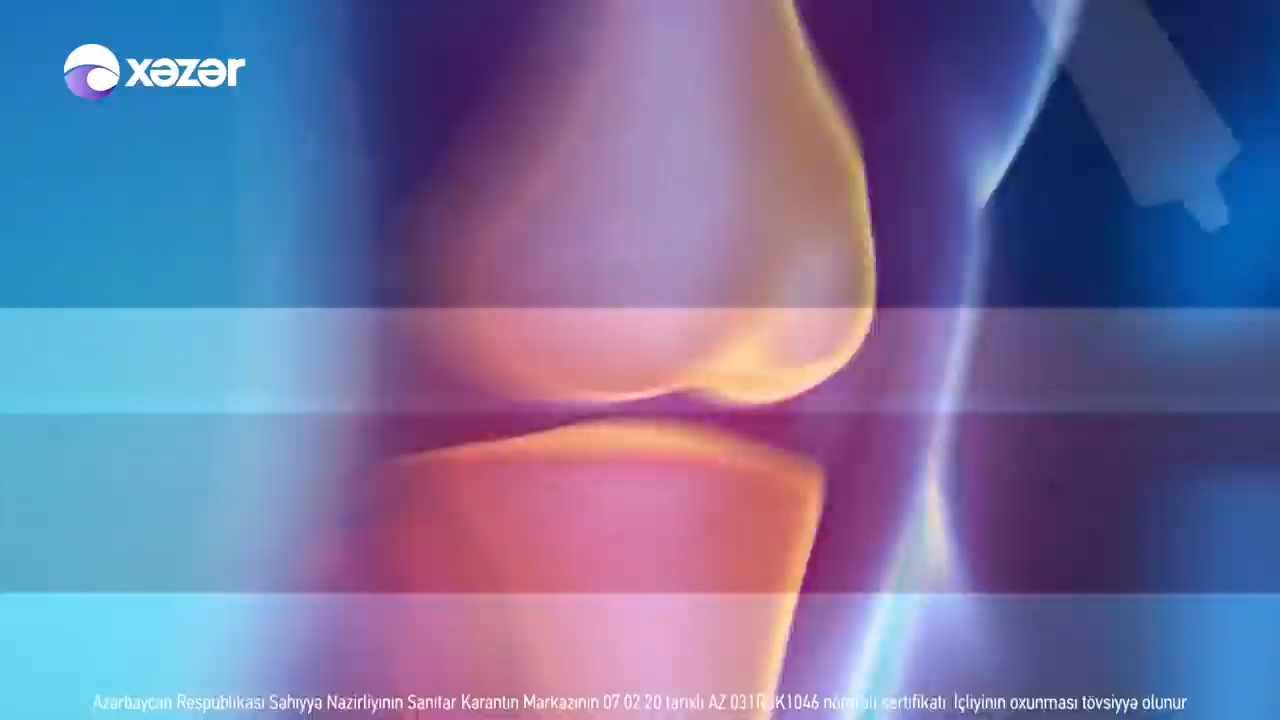 xəzər
Azərbaycan Respublikası Səhiyyə Nazirliyinin Sanitar Karantin Mərkəzinin 07 02 20 tarixli AZ nömrəli sertifikatı İçliyinin oxunması tövsiyyə olunur